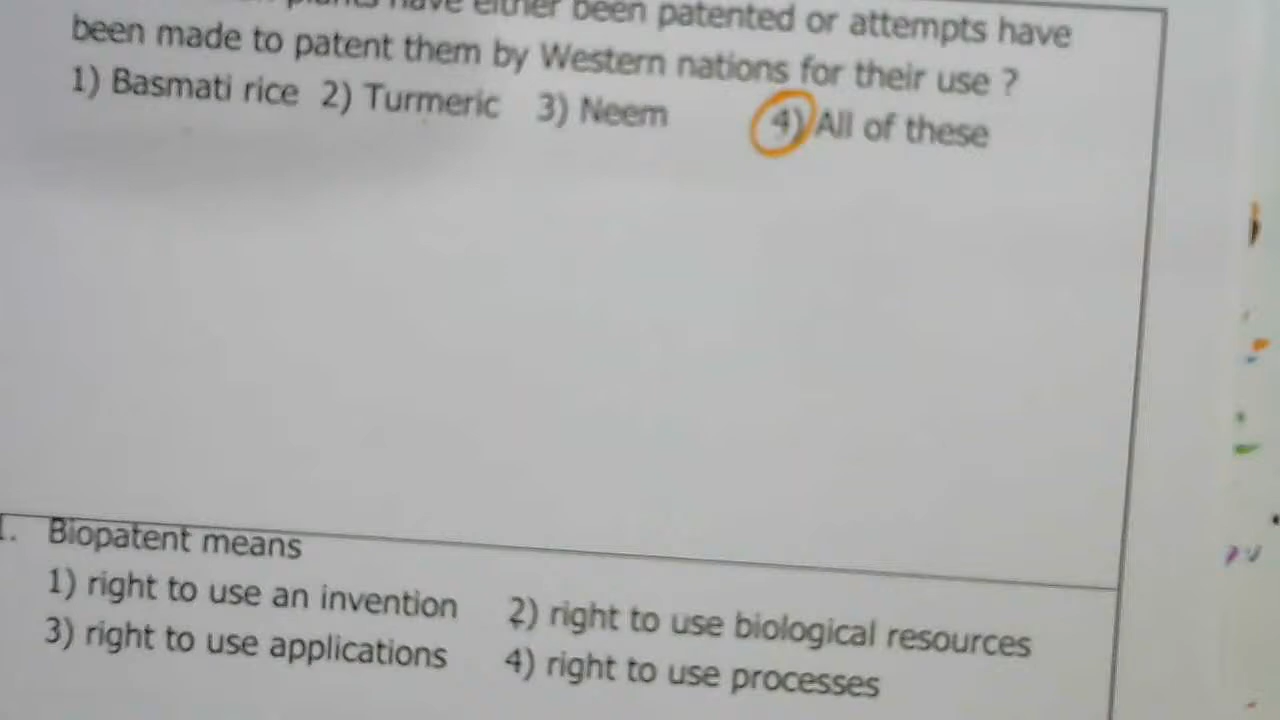 have either been patented or attempts have
been made to patent them by Western nations for their use ?
1) Basmati rice 2) Turmeric 3) Neem 4) All of these
Biopatent means
1) right to use an invention 2) right to use biological resources
3) right to use applications 4) right to use processes